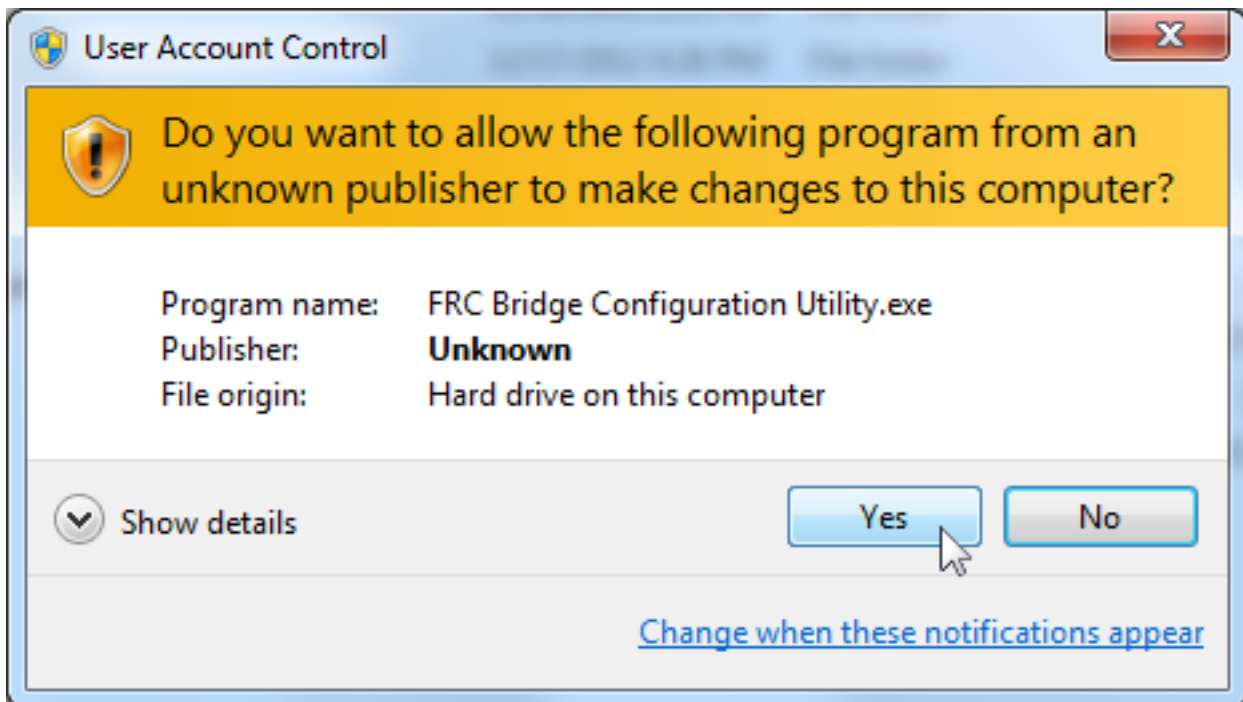 User Account Control
Do you want to allow the following program from an
unknown publisher to make changes to this computer?
Program name: FRC Bridge Configuration Utility.exe
Publisher: Unknown
File origin: Hard drive on this computer
Show details
Yes
No
Change when these notifications appear